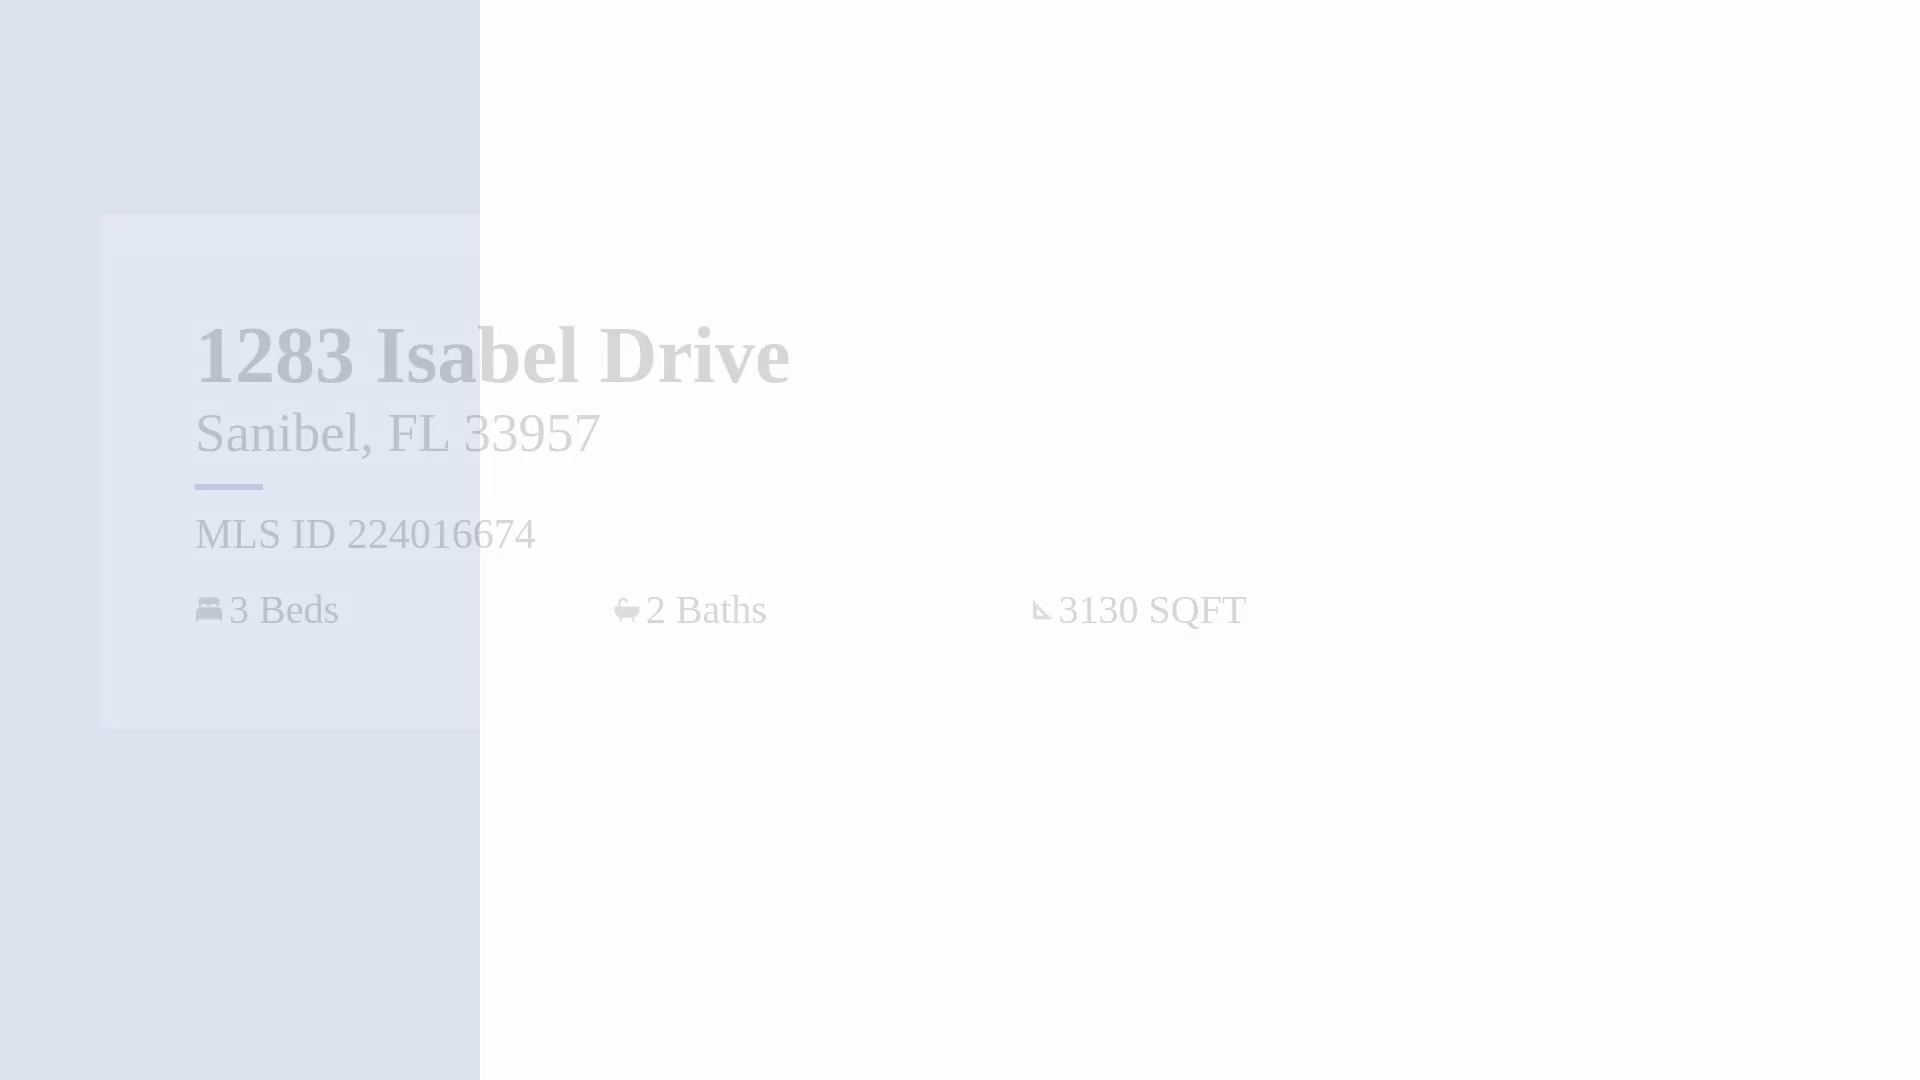 1283 Isabel Drive
Sanibel, FL 33957
MLS ID 224016674
3 Beds 2 Baths 3130 SQFT